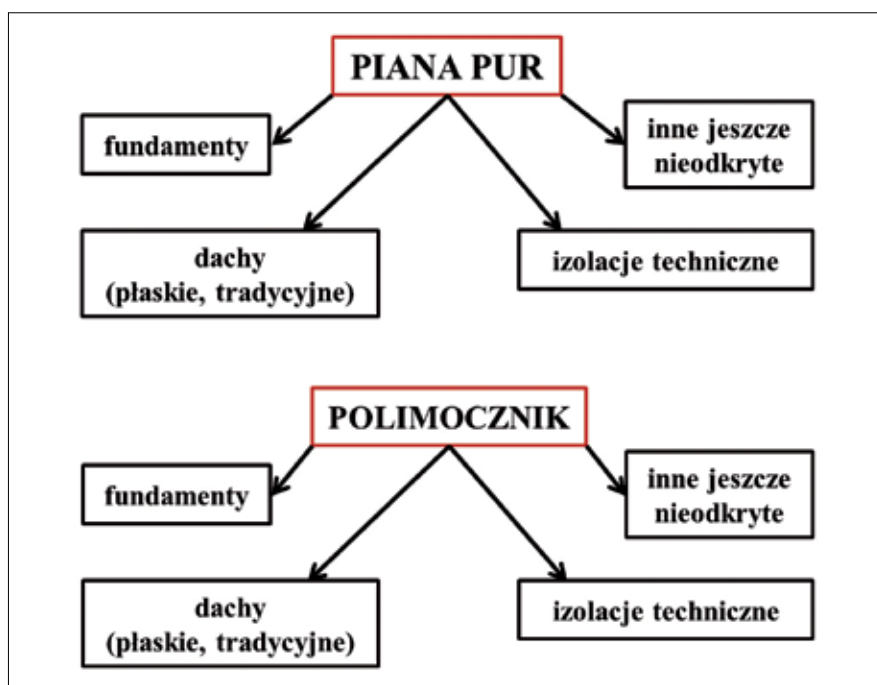 PIANA PUR
fundamenty
inne jeszcze
nieodkryte
dachy
(płaskie, tradycyjne)
izolacje techniczne
POLIMOCZNIK
fundamenty
inne jeszcze
nieodkryte
dachy
(płaskie, tradycyjne)
izolacje techniczne